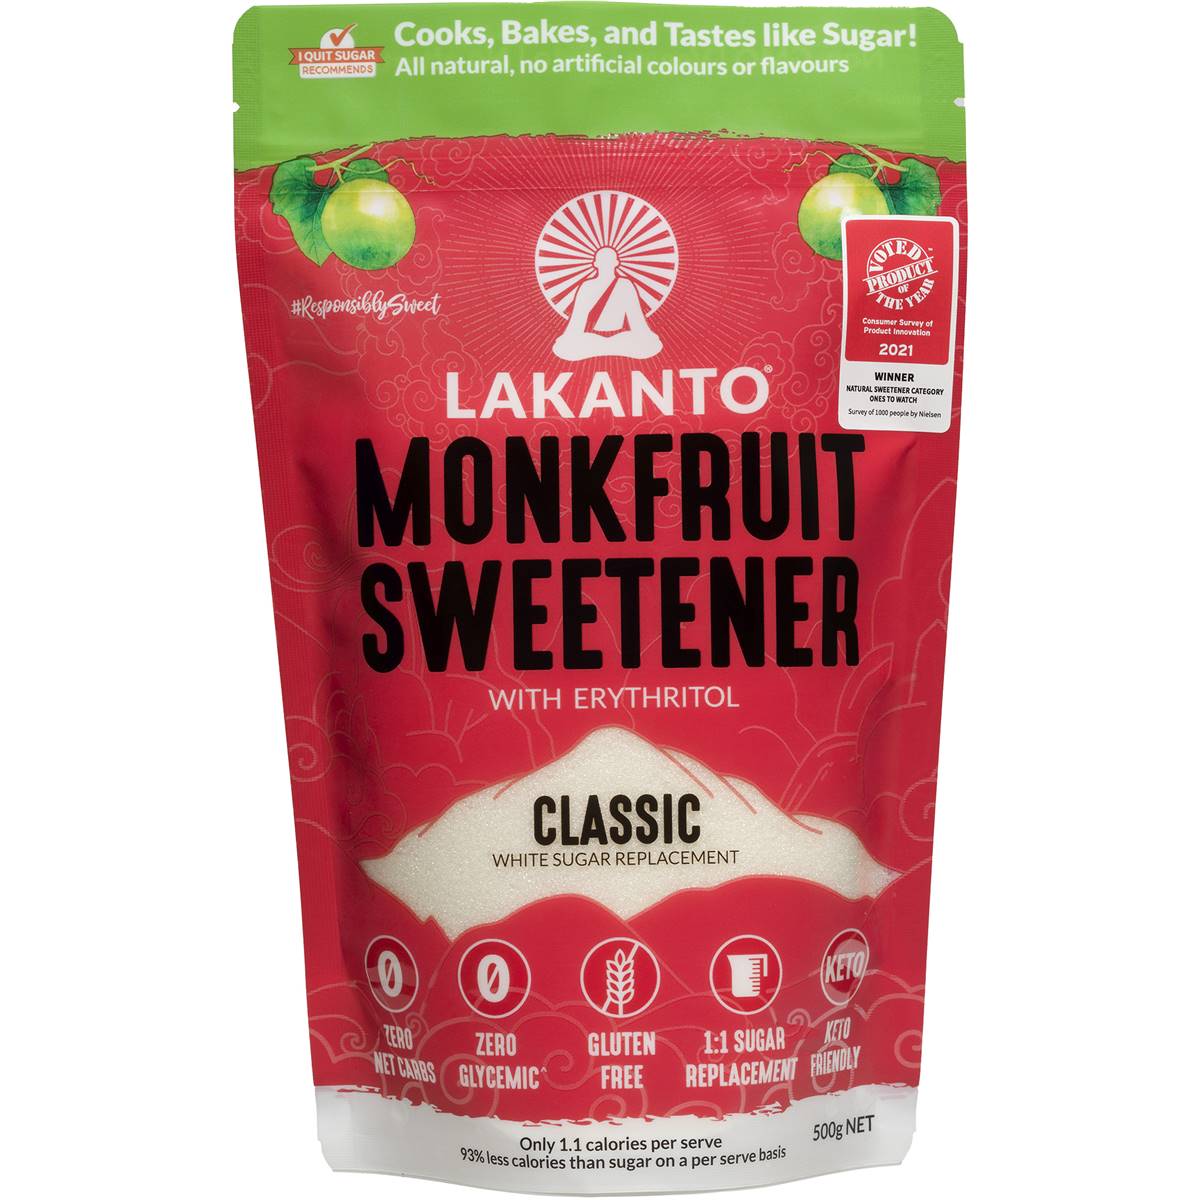 Cooks, Bakes, and Tastes like Sugar!
All natural, no artificial colours or flavours
I QUIT SUGAR
RECOMMENDS
#ResponsiblySweet
VOTED
PRODUCT
OF
THE YEAR
™
Consumer Survey of
Product Innovation
2021
WINNER
NATURAL SWEETENER CATEGORY
ONES TO WATCH
Survey of 1000 people by Nielsen
LAKANTO®
MONKFRUIT
SWEETENER
WITH ERYTHRITOL
CLASSIC
WHITE SUGAR REPLACEMENT
0
ZERO
NET CARBS
0
ZERO
GLYCEMIC^
GLUTEN
FREE
1:1 SUGAR
REPLACEMENT
KETO
KETO
FRIENDLY
Only 1.1 calories per serve
93% less calories than sugar on a per serve basis
500g NET